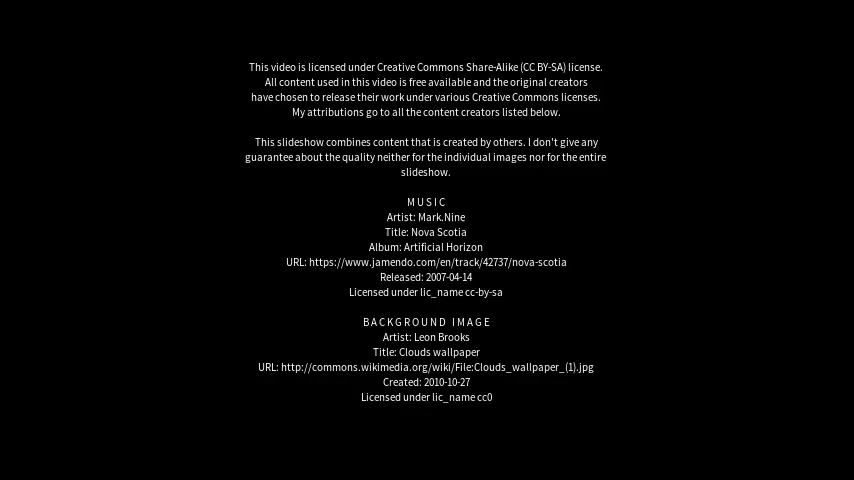 This video is licensed under Creative Commons Share-Alike (CC BY-SA) license.
All content used in this video is free available and the original creators
have chosen to release their work under various Creative Commons licenses.
My attributions go to all the content creators listed below.
This slideshow combines content that is created by others. I don't give any
guarantee about the quality neither for the individual images nor for the entire
slideshow.
MUSIC
Artist: Mark.Nine
Title: Nova Scotia
Album: Artificial Horizon
URL: https://www.jamendo.com/en/track/42737/nova-scotia
Released: 2007-04-14
Licensed under lic_name cc-by-sa
BACKGROUND IMAGE
Artist: Leon Brooks
Title: Clouds wallpaper
URL: http://commons.wikimedia.org/wiki/File:Clouds_wallpaper_(1).jpg
Created: 2010-10-27
Licensed under lic_name cc0